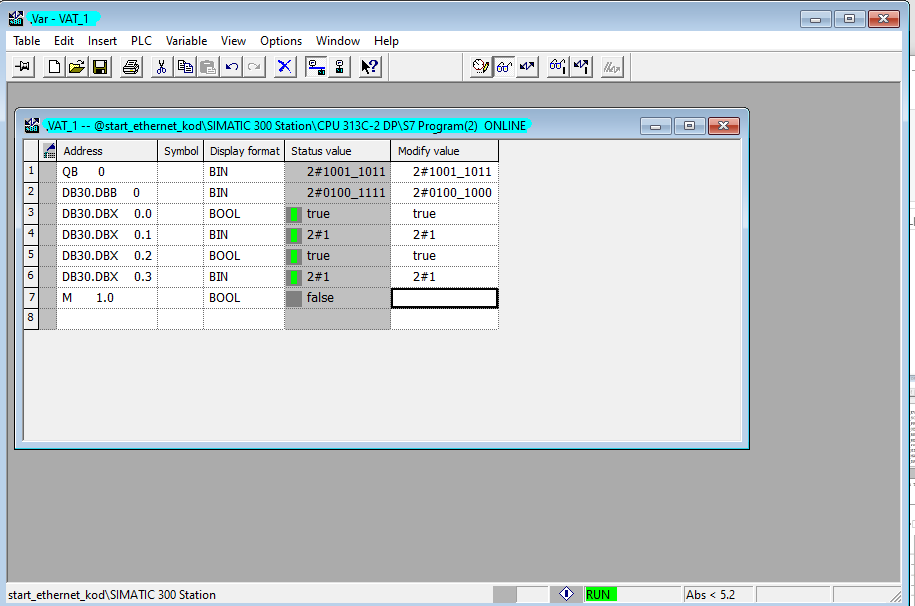 Var - VAT_1
Table Edit Insert PLC Variable View Options Window Help
VAT_1 -- @start_ethernet_kod\SIMATIC 300 Station\CPU 313C-2 DP\S7 Program(2) ONLINE
Address Symbol Display format Status value Modify value
1 QB 0 BIN 2#1001_1011 2#1001_1011
2 DB30.DBB 0 BIN 2#0100_1111 2#0100_1000
3 DB30.DBX 0.0 BOOL true true
4 DB30.DBX 0.1 BIN 2#1 2#1
5 DB30.DBX 0.2 BOOL true true
6 DB30.DBX 0.3 BIN 2#1 2#1
7 M 1.0 BOOL false
8
start_ethernet_kod\SIMATIC 300 Station RUN Abs < 5.2